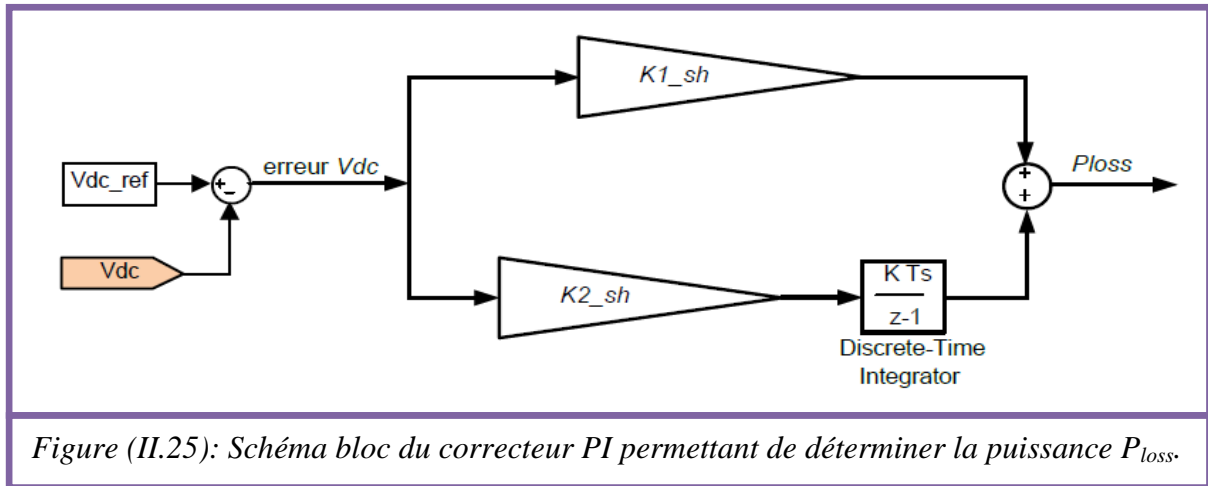 K1_sh
Vdc_ref
+
-
erreur Vdc
+
+
Ploss
Vdc
K2_sh
K Ts
z-1
Discrete-Time
Integrator
Figure (II.25): Schéma bloc du correcteur PI permettant de déterminer la puissance Ploss.